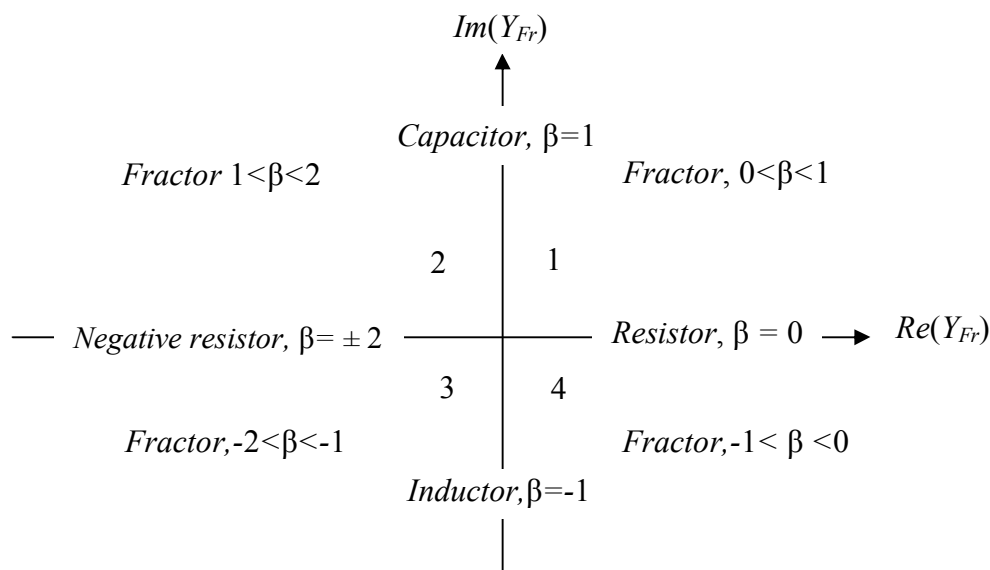 Im(Y_Fr)
Capacitor, β=1
Fractor 1<β<2
Fractor, 0<β<1
2
1
Negative resistor, β= ± 2
Resistor, β = 0
Re(Y_Fr)
3
4
Fractor,-2<β<-1
Fractor,-1< β <0
Inductor,β=-1